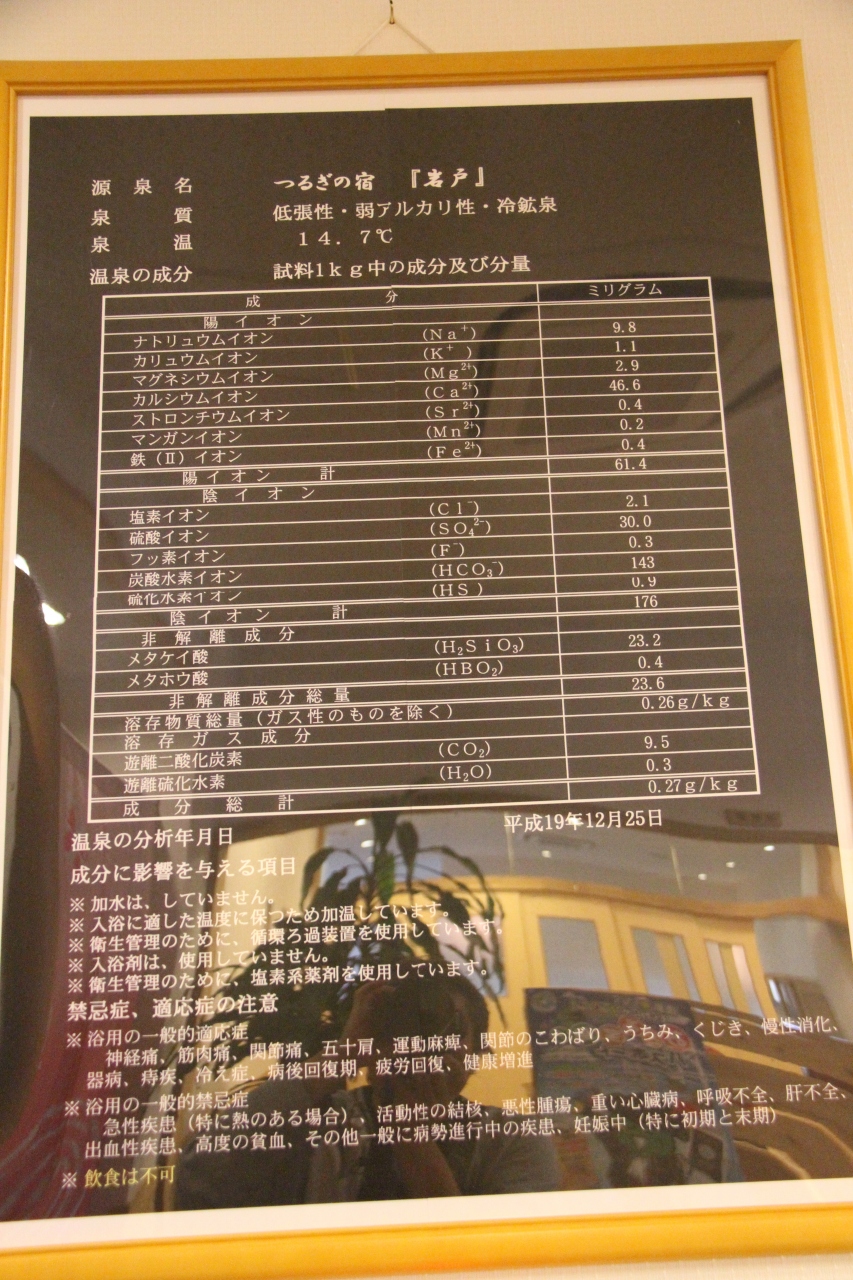 源泉名 つるぎの宿 『岩戸』
泉質 低張性・弱アルカリ性・冷鉱泉
泉温 14.7℃
温泉の成分 試料1kg中の成分及び分量
成分 ミリグラム
陽イオン
ナトリュウムイオン (Na⁺) 9.8
カリュウムイオン (K⁺) 1.1
マグネシウムイオン (Mg²⁺) 2.9
カルシウムイオン (Ca²⁺) 46.6
ストロンチウムイオン (Sr²⁺) 0.4
マンガンイオン (Mn²⁺) 0.2
鉄(Ⅱ)イオン (Fe²⁺) 0.4
陽イオン 計 61.4
陰イオン
塩素イオン (Cl⁻) 2.1
硫酸イオン (SO₄²⁻) 30.0
フッ素イオン (F⁻) 0.3
炭酸水素イオン (HCO₃⁻) 143
硫化水素イオン (HS ) 0.9
陰イオン 計 176
非解離成分
メタケイ酸 (H₂SiO₃) 23.2
メタホウ酸 (HBO₂) 0.4
非解離成分総量 23.6
溶存物質総量(ガス性のものを除く) 0.26g/kg
溶存ガス成分
遊離二酸化炭素 (CO₂) 9.5
遊離硫化水素 (H₂O) 0.3
成分総計 0.27g/kg
温泉の分析年月日 平成19年12月25日
成分に影響を与える項目
※ 加水は、していません。
※ 入浴に適した温度に保つため加温しています。
※ 衛生管理のために、循環ろ過装置を使用しています。
※ 入浴剤は、使用していません。
※ 衛生管理のために、塩素系薬剤を使用しています。
禁忌症、適応症の注意
※ 浴用の一般的適応症
神経痛、筋肉痛、関節痛、五十肩、運動麻痺、関節のこわばり、うちみ、くじき、慢性消化、
器病、痔疾、冷え症、病後回復期、疲労回復、健康増進
※ 浴用の一般的禁忌症
急性疾患(特に熱のある場合)、活動性の結核、悪性腫瘍、重い心臓病、呼吸不全、肝不全、
出血性疾患、高度の貧血、その他一般に病勢進行中の疾患、妊娠中(特に初期と末期)
※ 飲食は不可